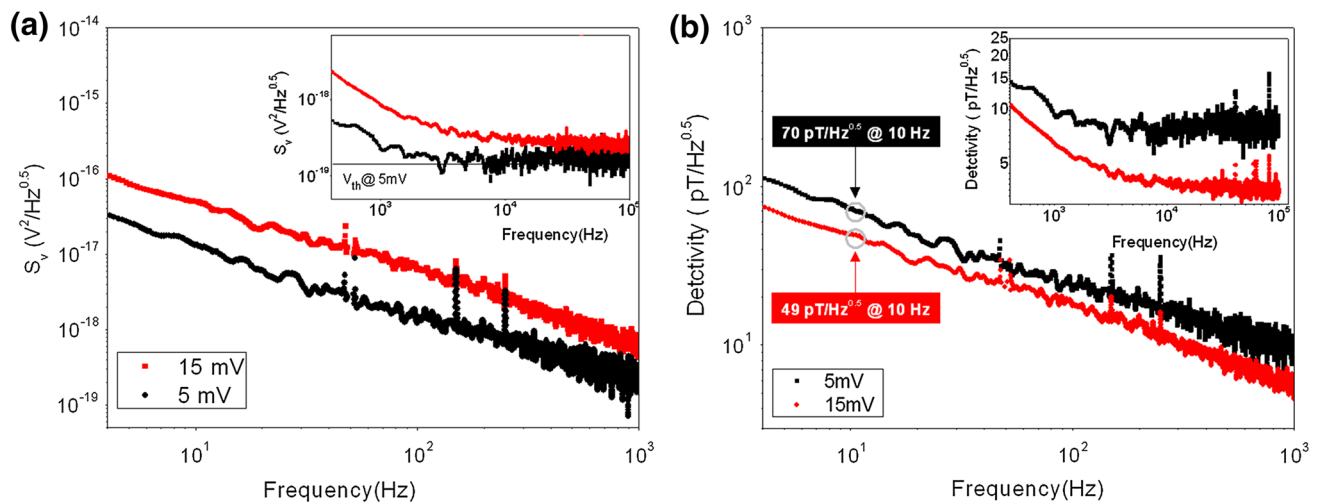 (a)
10^-14
10^-15
10^-16
10^-17
10^-18
10^-19
S_v (V^2/Hz^0.5)
10^1
10^2
10^3
Frequency(Hz)
15 mV
5 mV
S_v (V^2/Hz^0.5)
10^-18
10^-19
V_th@ 5mV
10^3
10^4
10^5
Frequency(Hz)
(b)
10^3
10^2
10^1
Detctivity ( pT/Hz^0.5)
70 pT/Hz^0.5 @ 10 Hz
49 pT/Hz^0.5 @ 10 Hz
5mV
15mV
10^1
10^2
10^3
Frequency(Hz)
Detctivity ( pT/Hz^0.5)
25
20
15
10
5
10^3
10^4
10^5
Frequency(Hz)